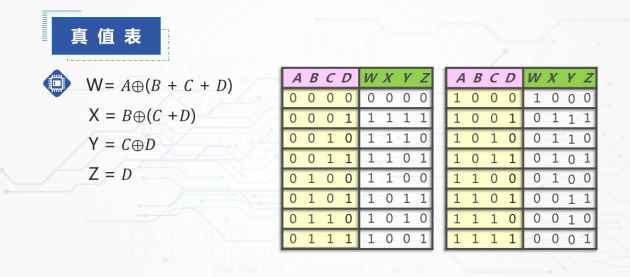 真值表
W= A⊕(B + C + D)
X = B⊕(C +D)
Y = C⊕D
Z = D
A B C D W X Y Z
0 0 0 0 0 0 0 0
0 0 0 1 1 1 1 1
0 0 1 0 1 1 1 0
0 0 1 1 1 1 0 1
0 1 0 0 1 1 0 0
0 1 0 1 1 0 1 1
0 1 1 0 1 0 1 0
0 1 1 1 1 0 0 1
A B C D W X Y Z
1 0 0 0 1 0 0 0
1 0 0 1 0 1 1 1
1 0 1 0 0 1 1 0
1 0 1 1 0 1 0 1
1 1 0 0 0 1 0 0
1 1 0 1 0 0 1 1
1 1 1 0 0 0 1 0
1 1 1 1 0 0 0 1